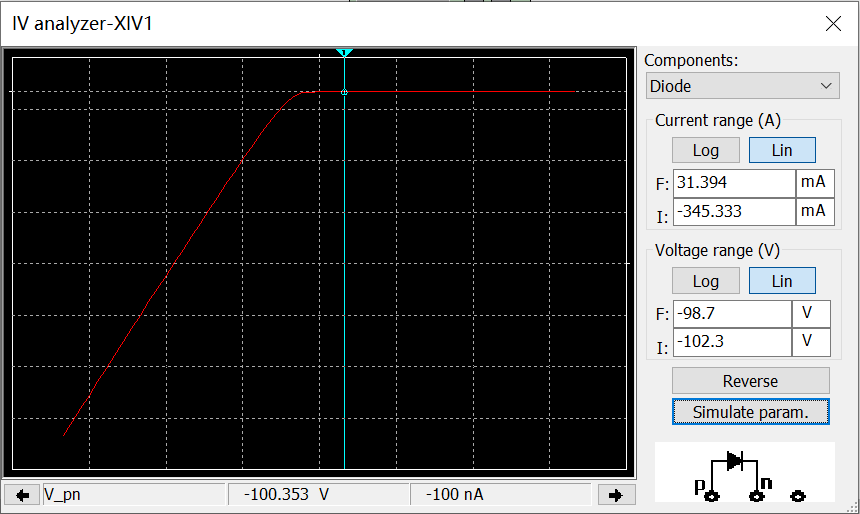 IV analyzer-XIV1
Components:
Diode
Current range (A)
Log Lin
F: 31.394 mA
I: -345.333 mA
Voltage range (V)
Log Lin
F: -98.7 V
I: -102.3 V
Reverse
Simulate param.
p n
1
V_pn -100.353 V -100 nA